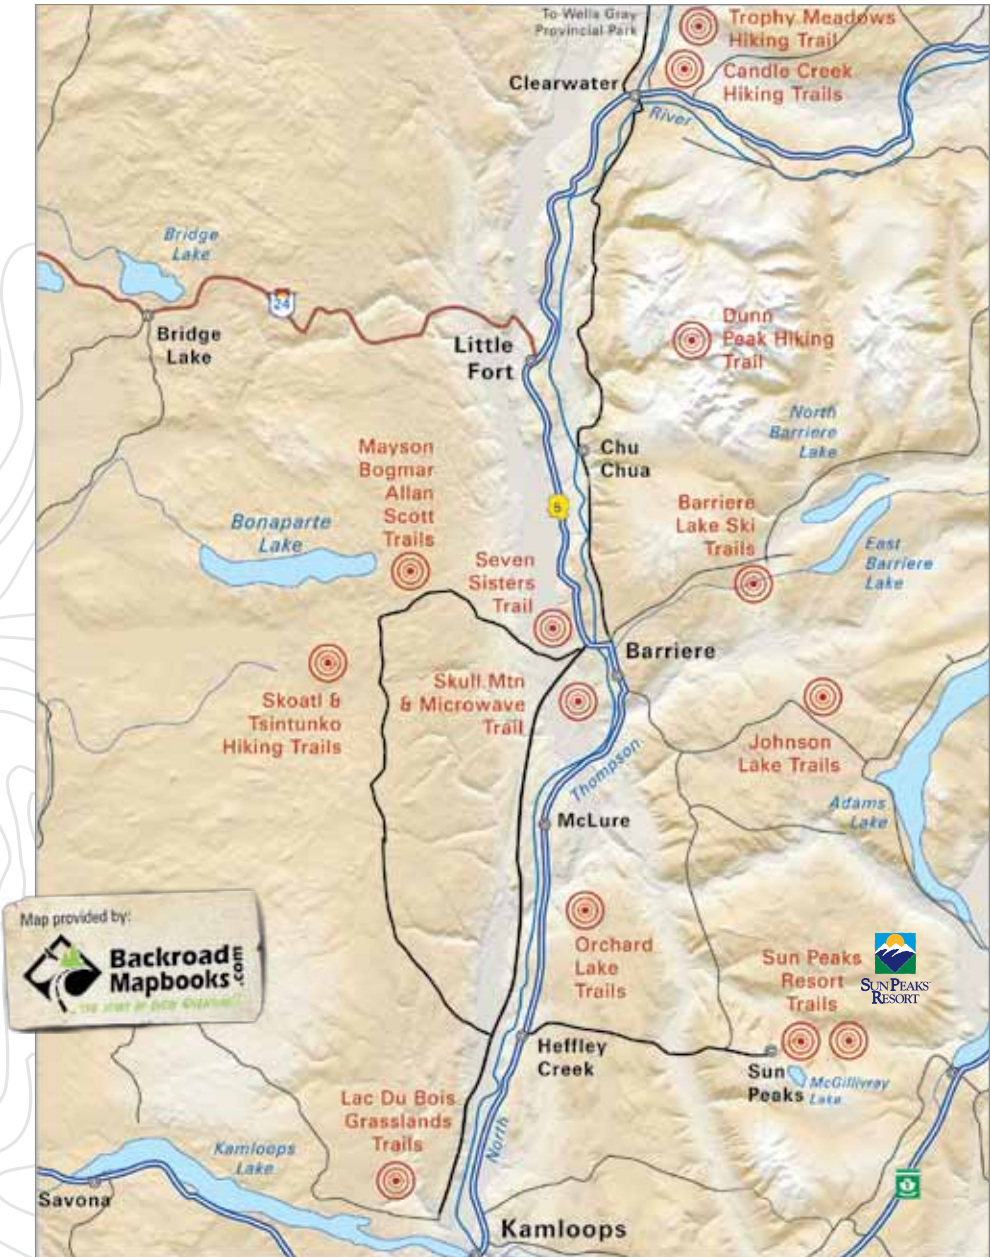 To Wells Gray
Provincial Park
Trophy Meadows
Hiking Trail
Candle Creek
Hiking Trails
Clearwater
River
Bridge
Lake
24
Bridge
Lake
Little
Fort
Dunn
Peak Hiking
Trail
North
Barriere
Lake
Chu
Chua
Mayson
Bogmar
Allan
Scott
Trails
5
Barriere
Lake Ski
Trails
Bonaparte
Lake
East
Barriere
Lake
Seven
Sisters
Trail
Barriere
Skoatl &
Tsintunko
Hiking Trails
Skull Mtn
& Microwave
Trail
Johnson
Lake Trails
Thompson
McLure
Adams
Lake
Map provided by:
Backroad
Mapbooks.com
Orchard
Lake
Trails
Sun Peaks
Resort
Trails
SUN PEAKS
RESORT
Heffley
Creek
Sun
Peaks
McGillivray
Lake
Lac Du Bois
Grasslands
Trails
North
Kamloops
Lake
1
Savona
Kamloops